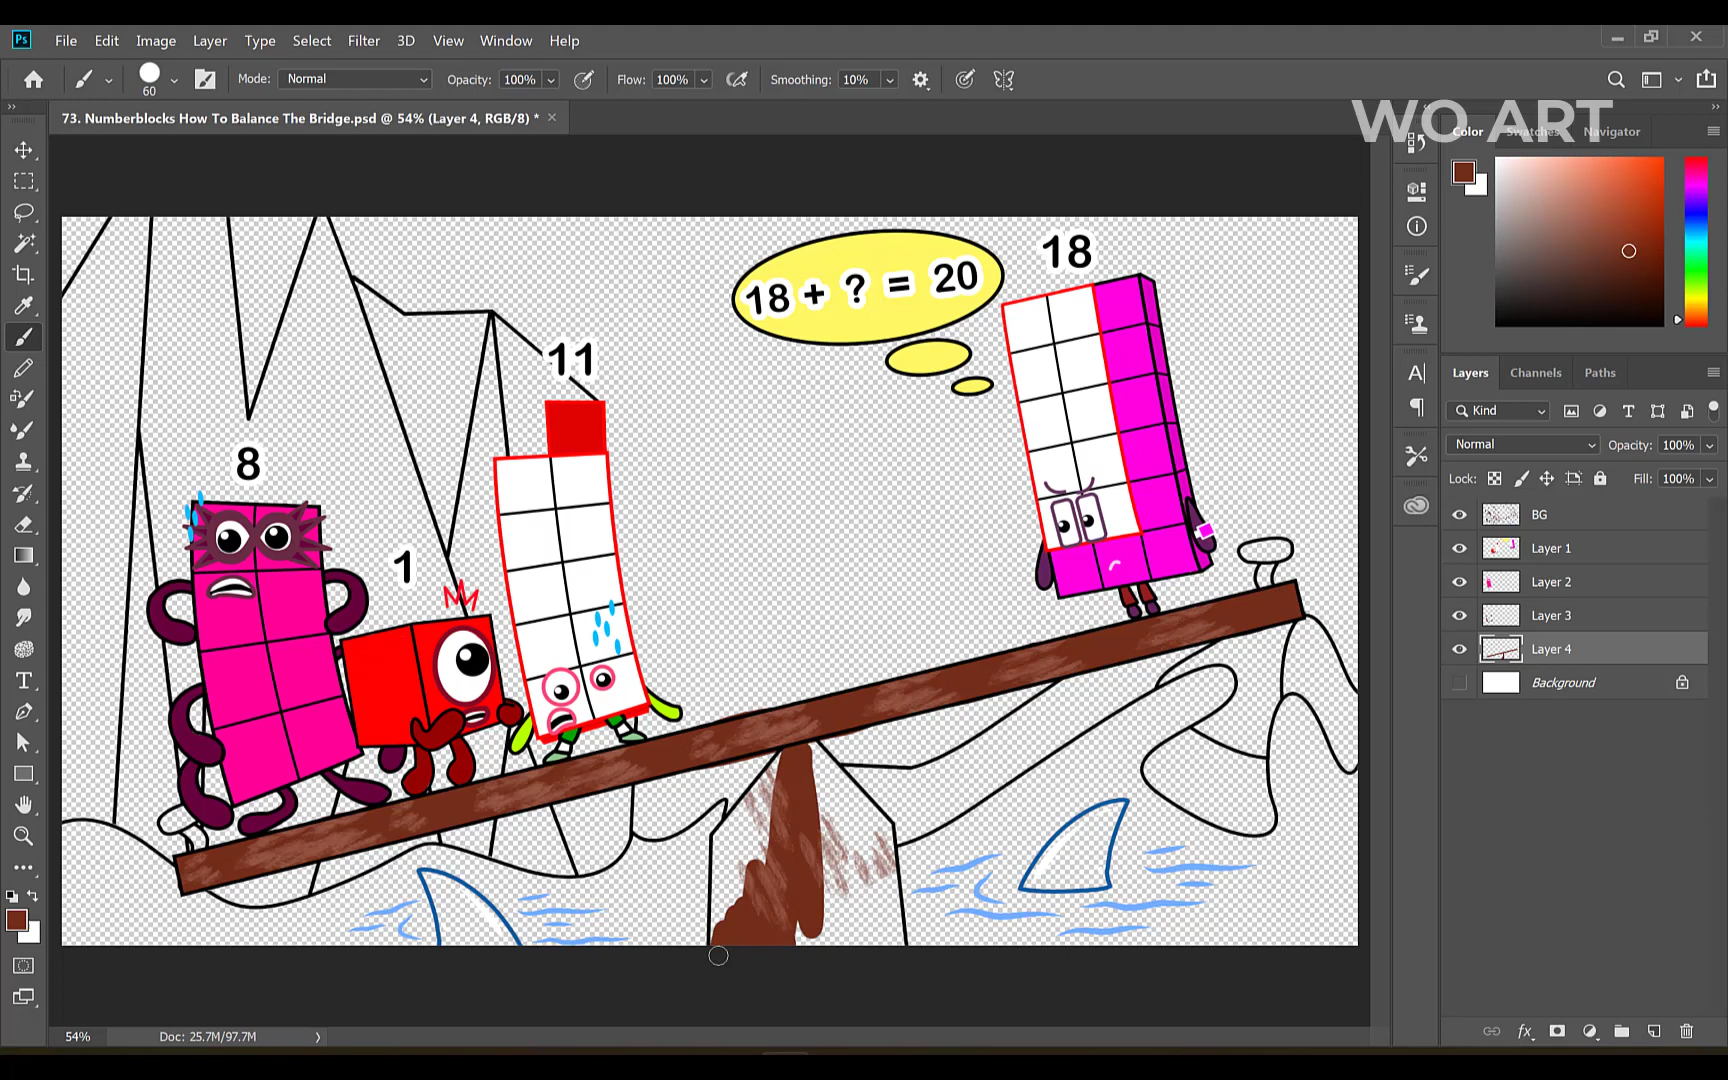 Ps File Edit Image Layer Type Select Filter 3D View Window Help
60 Mode: Normal Opacity: 100% Flow: 100% Smoothing: 10%
73. Numberblocks How To Balance The Bridge.psd @ 54% (Layer 4, RGB/8) * ×
WO ART
Color Swatches Navigator
18 + ? = 20
18
11
8
1
Layers Channels Paths
Kind
Normal Opacity: 100%
Lock: Fill: 100%
BG
Layer 1
Layer 2
Layer 3
Layer 4
Background
fx
54% Doc: 25.7M/97.7M